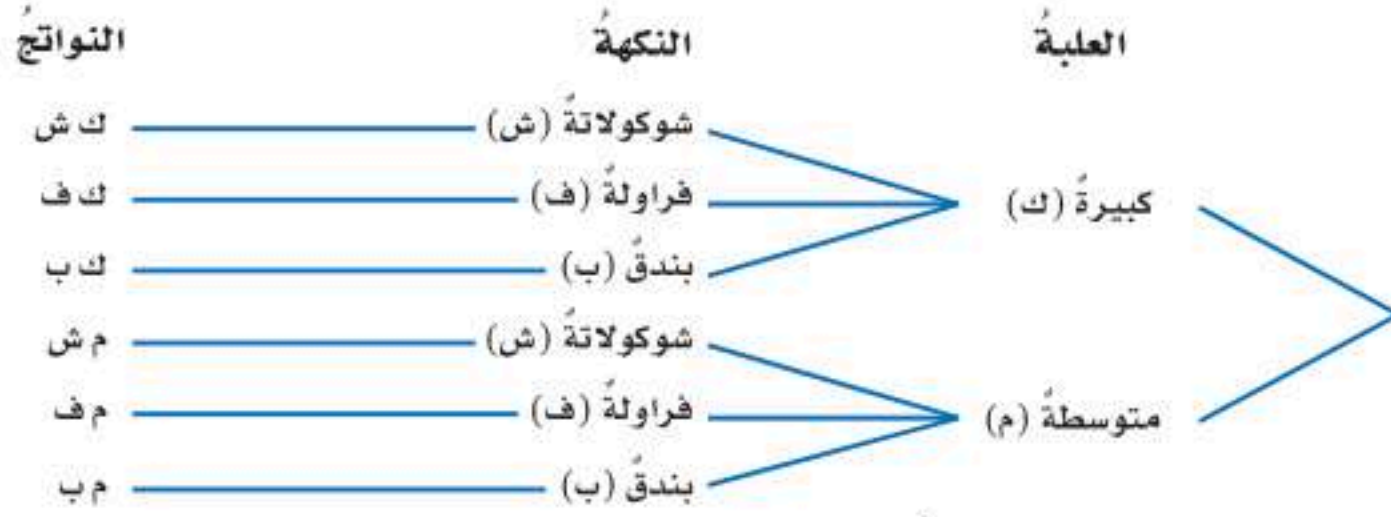 العلبةُ النكهةُ النواتجُ
شوكولاتةٌ (ش) ك ش
كبيرةٌ (ك) فراولةٌ (ف) ك ف
بندقٌ (ب) ك ب
شوكولاتةٌ (ش) م ش
متوسطةٌ (م) فراولةٌ (ف) م ف
بندقٌ (ب) م ب